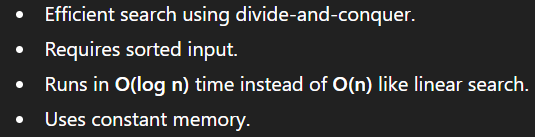 • Efficient search using divide-and-conquer.
• Requires sorted input.
• Runs in O(log n) time instead of O(n) like linear search.
• Uses constant memory.